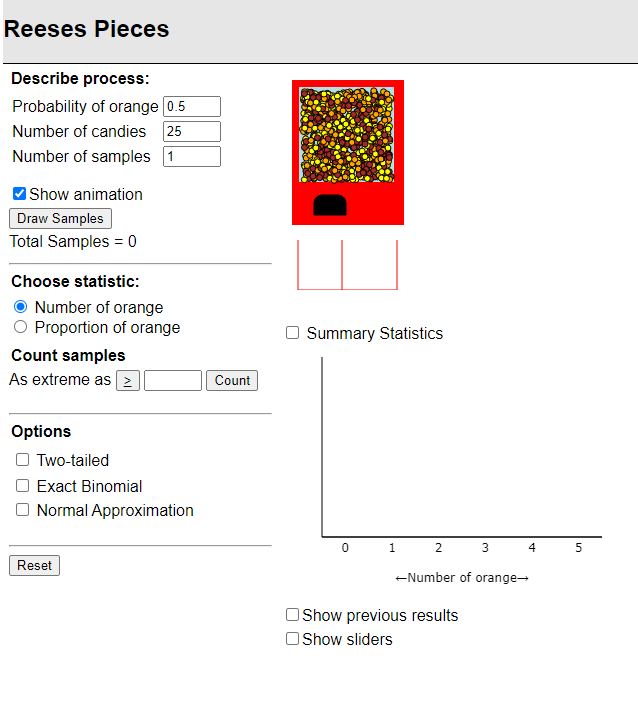 Reeses Pieces
Describe process:
Probability of orange 0.5
Number of candies 25
Number of samples 1
Show animation
Draw Samples
Total Samples = 0
Choose statistic:
Number of orange
Proportion of orange
Count samples
As extreme as ≥ Count
Options
Two-tailed
Exact Binomial
Normal Approximation
Reset
Summary Statistics
0 1 2 3 4 5
←Number of orange→
Show previous results
Show sliders